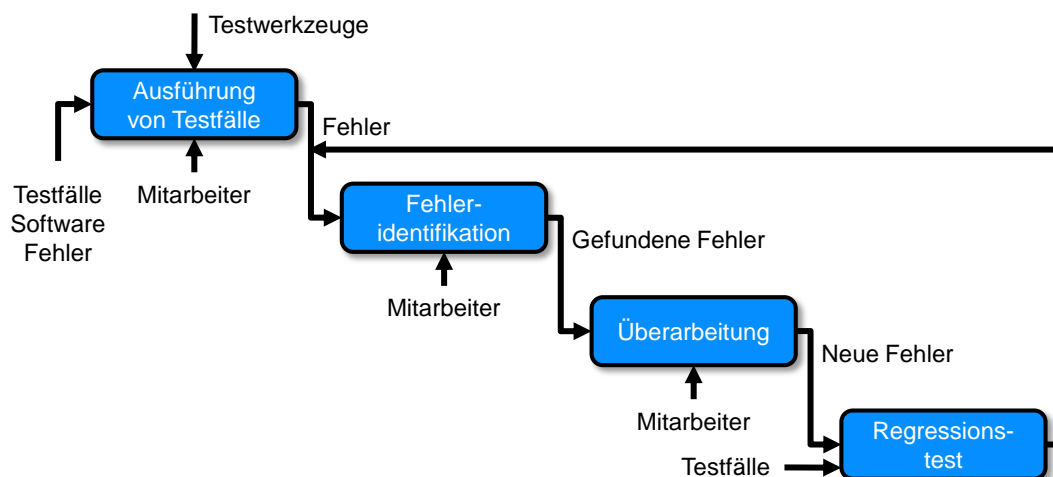 Testwerkzeuge
Ausführung
von Testfälle
Fehler
Testfälle
Software
Fehler
Mitarbeiter
Fehler-
identifikation
Gefundene Fehler
Mitarbeiter
Überarbeitung
Neue Fehler
Mitarbeiter
Regressions-
test
Testfälle